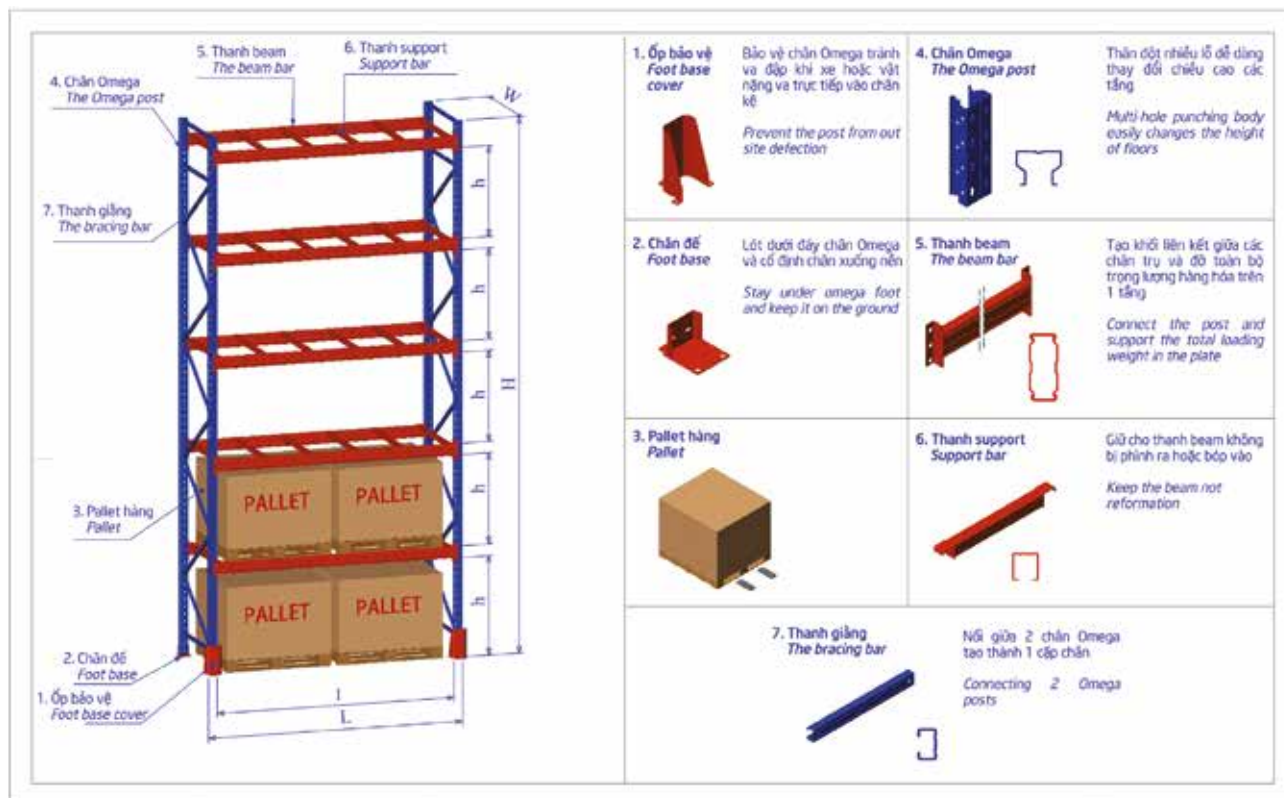 5. Thanh beam
The beam bar
6. Thanh support
Support bar
4. Chân Omega
The Omega post
W
7. Thanh giằng
The bracing bar
h
h
h
H
h
h
PALLET
PALLET
PALLET
PALLET
3. Pallet hàng
Pallet
2. Chân đế
Foot base
1. Ốp bảo vệ
Foot base cover
l
L
1. Ốp bảo vệ
Foot base
cover
Bảo vệ chân Omega tránh
va đập khi xe hoặc vật
nặng va trực tiếp vào chân
kệ
Prevent the post from out
site defection
4. Chân Omega
The Omega post
Thân đột nhiều lỗ dễ dàng
thay đổi chiều cao các
tầng
Multi-hole punching body
easily changes the height
of floors
2. Chân đế
Foot base
Lót dưới đáy chân Omega
và cố định chân xuống nền
Stay under omega foot
and keep it on the ground
5. Thanh beam
The beam bar
Tạo khối liên kết giữa các
chân trụ và đỡ toàn bộ
trọng lượng hàng hóa trên
1 tầng
Connect the post and
support the total loading
weight in the plate
3. Pallet hàng
Pallet
6. Thanh support
Support bar
Giữ cho thanh beam không
bị phình ra hoặc bóp vào
Keep the beam not
reformation
7. Thanh giằng
The bracing bar
Nối giữa 2 chân Omega
tạo thành 1 cặp chân
Connecting 2 Omega
posts